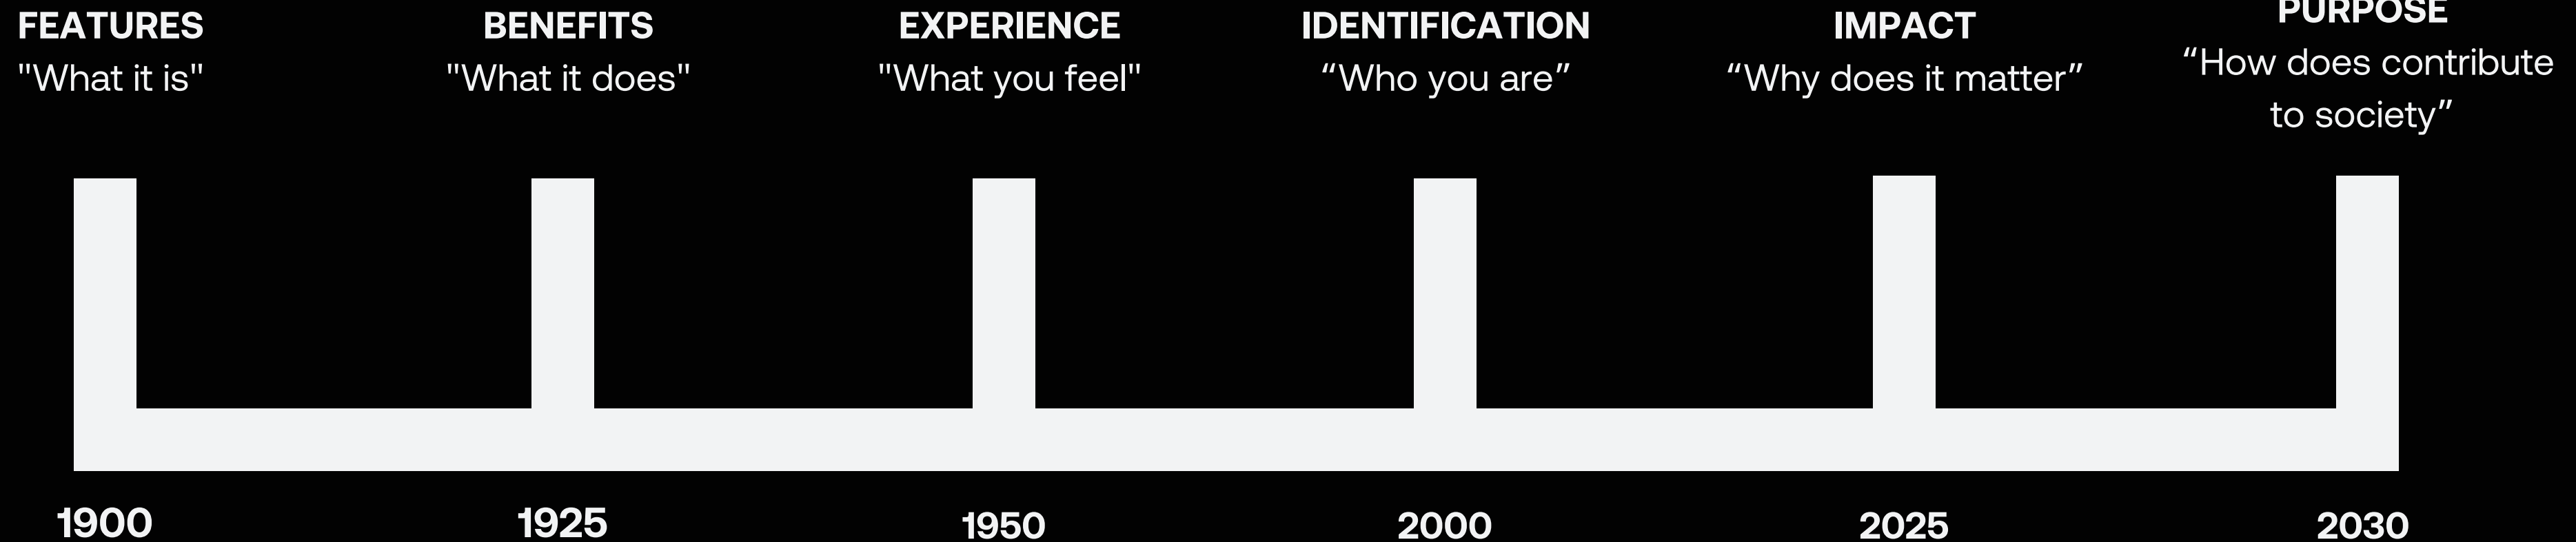 FEATURES
"What it is"
BENEFITS
"What it does"
EXPERIENCE
"What you feel"
IDENTIFICATION
“Who you are”
IMPACT
“Why does it matter”
PURPOSE
“How does contribute
to society”
1900
1925
1950
2000
2025
2030